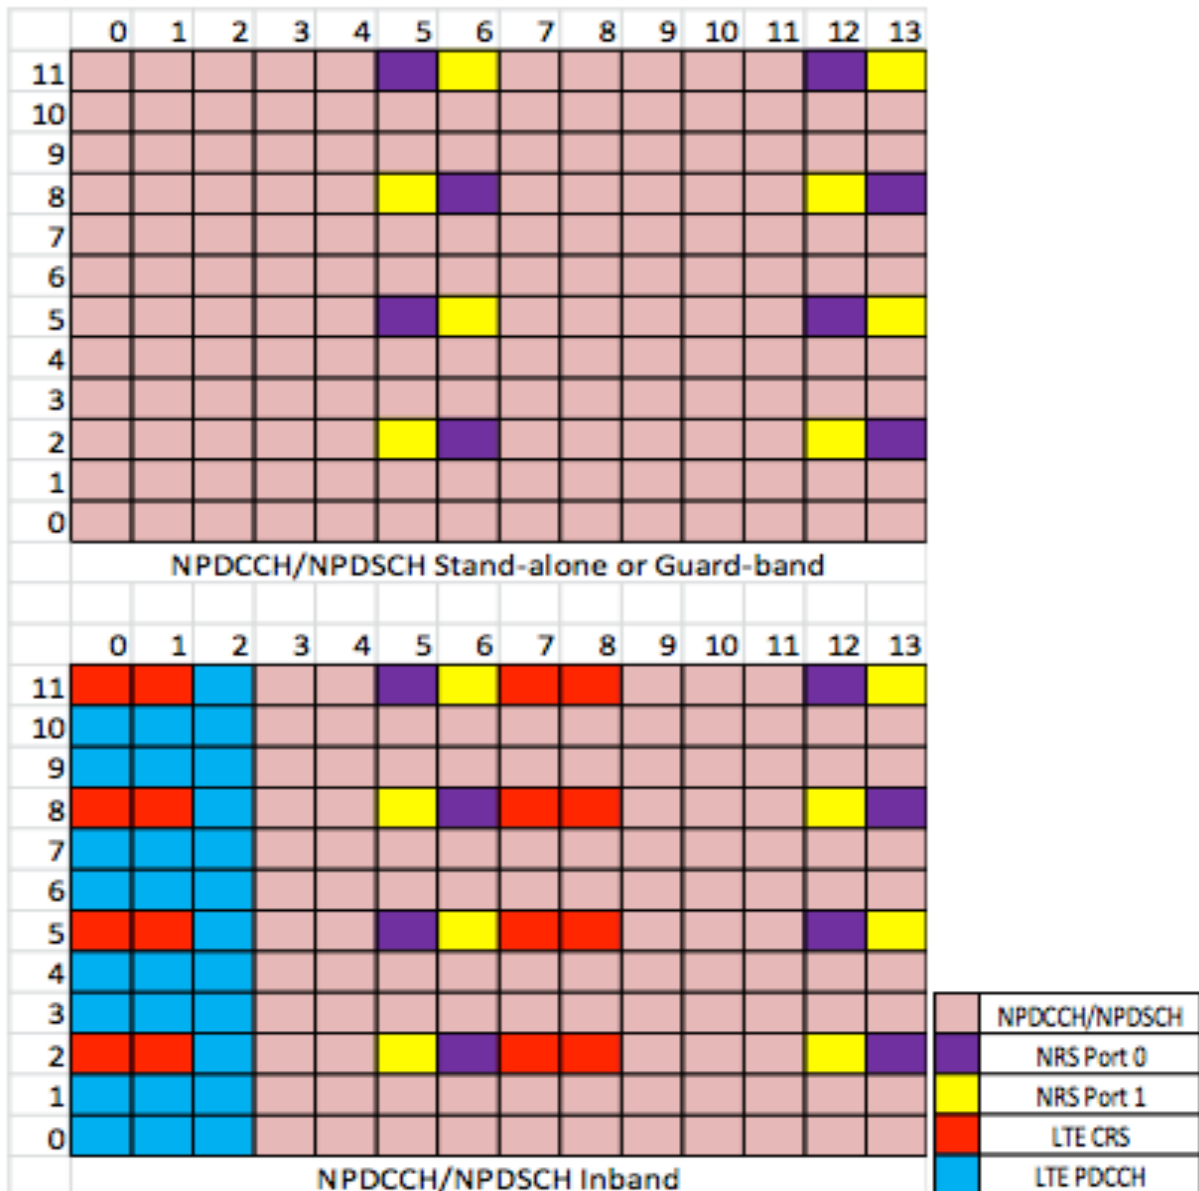 0 1 2 3 4 5 6 7 8 9 10 11 12 13
11
10
9
8
7
6
5
4
3
2
1
0
NPDCCH/NPDSCH Stand-alone or Guard-band
0 1 2 3 4 5 6 7 8 9 10 11 12 13
11
10
9
8
7
6
5
4
3
2
1
0
NPDCCH/NPDSCH Inband
NPDCCH/NPDSCH
NRS Port 0
NRS Port 1
LTE CRS
LTE PDCCH